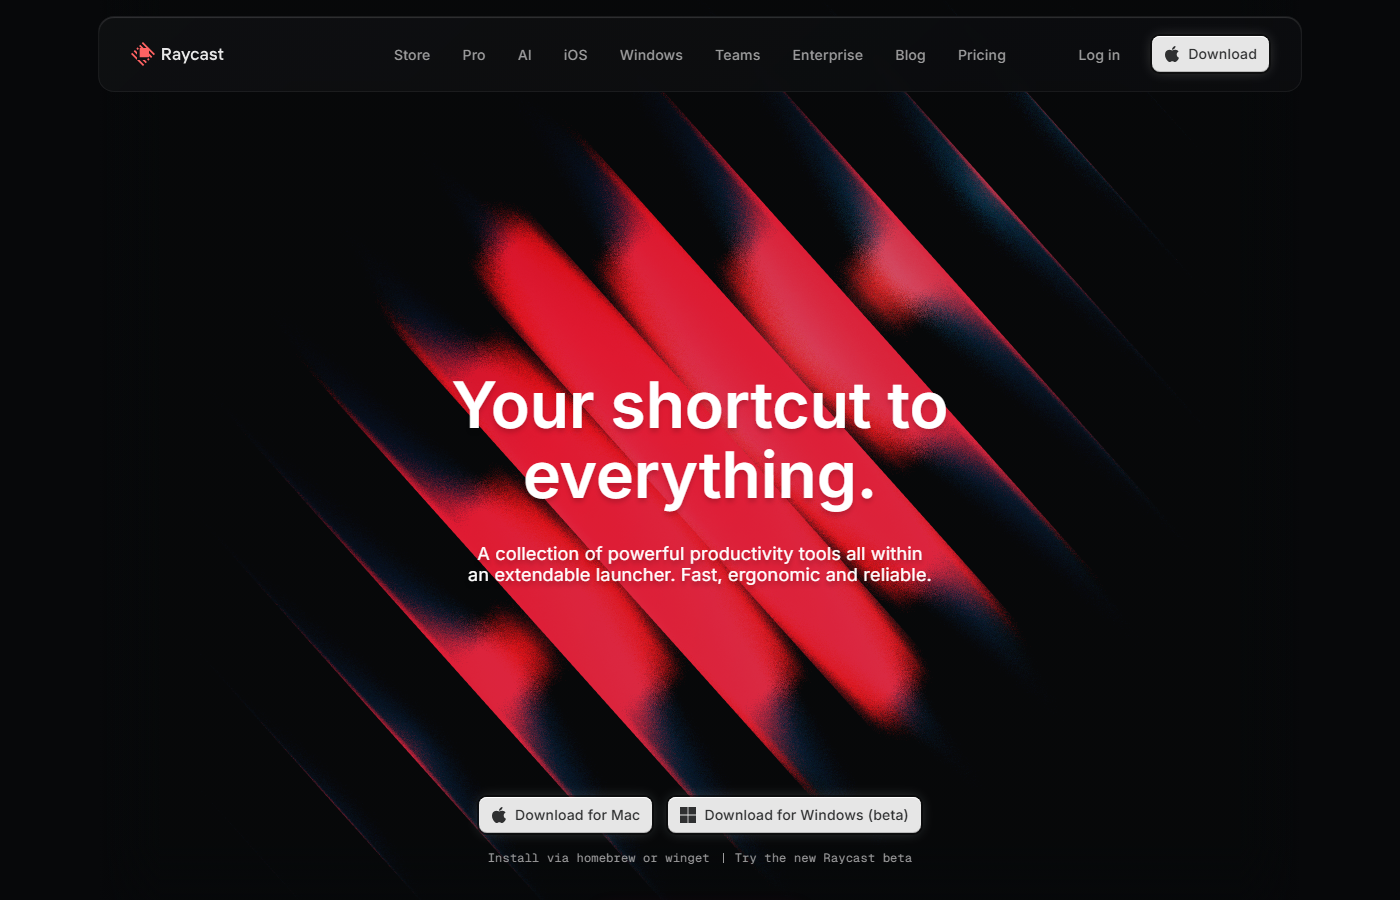 Raycast
Store Pro AI iOS Windows Teams Enterprise Blog Pricing
Log in
Download
Your shortcut to
everything.
A collection of powerful productivity tools all within
an extendable launcher. Fast, ergonomic and reliable.
Download for Mac
Download for Windows (beta)
Install via homebrew or winget | Try the new Raycast beta